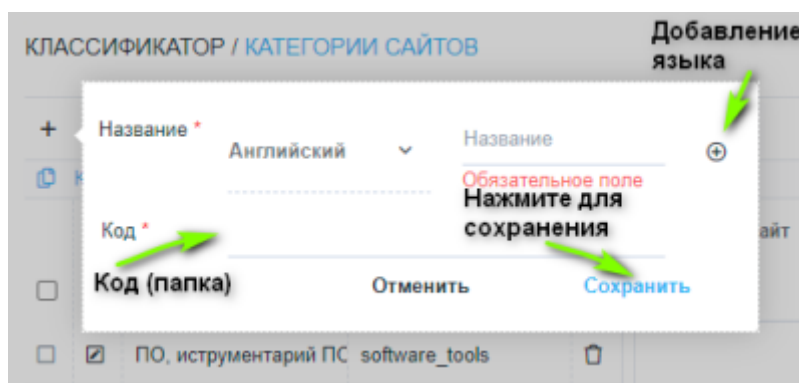 КЛАССИФИКАТОР / КАТЕГОРИИ САЙТОВ
Добавление
языка
Название *
Английский
Название
Обязательное поле
Нажмите для
сохранения
Код *
айт
Код (папка)
Отменить
Сохранить
ПО, иструментарий ПС software_tools